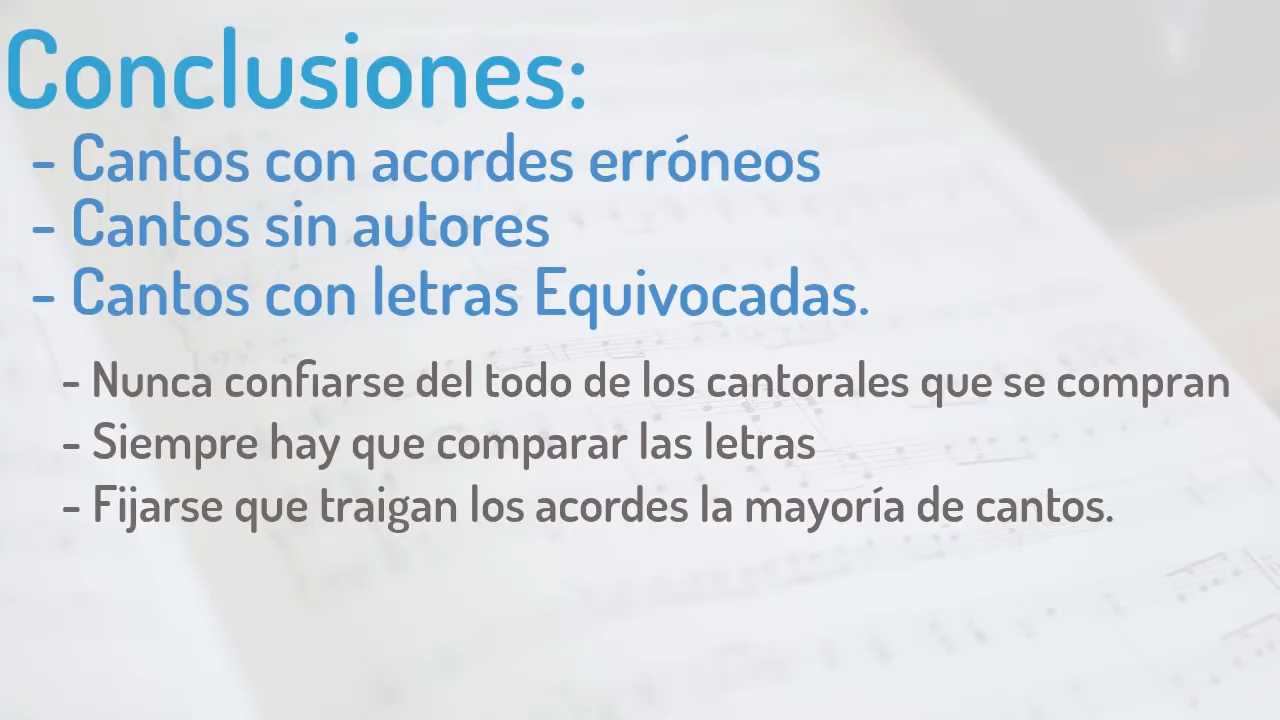 Conclusiones:
- Cantos con acordes erróneos
- Cantos sin autores
- Cantos con letras Equivocadas.
- Nunca confiarse del todo de los cantorales que se compran
- Siempre hay que comparar las letras
- Fijarse que traigan los acordes la mayoría de cantos.